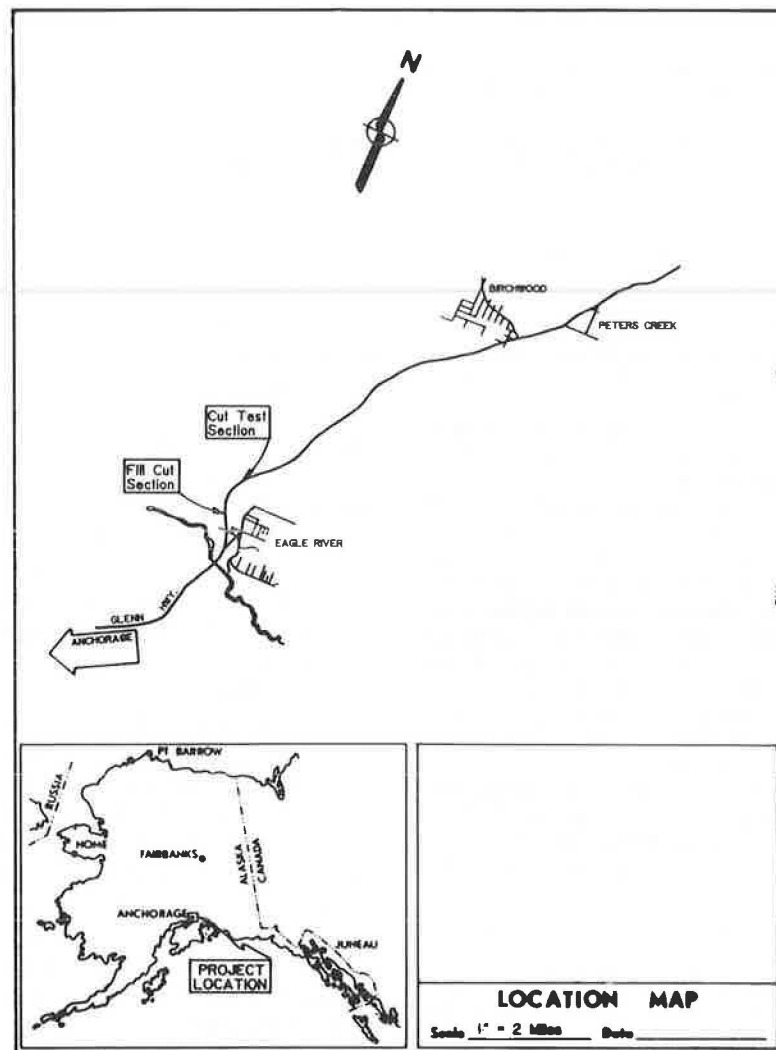 N
BIRCHWOOD
PETERS CREEK
Cut Test
Section
Fill Cut
Section
EAGLE RIVER
GLENN HWY.
ANCHORAGE
PT BARROW
RUSSIA
HOME
FAIRBANKS
ALASKA
CANADA
ANCHORAGE
JUNEAU
PROJECT
LOCATION
LOCATION MAP
Scale 1" = 2 Miles Date